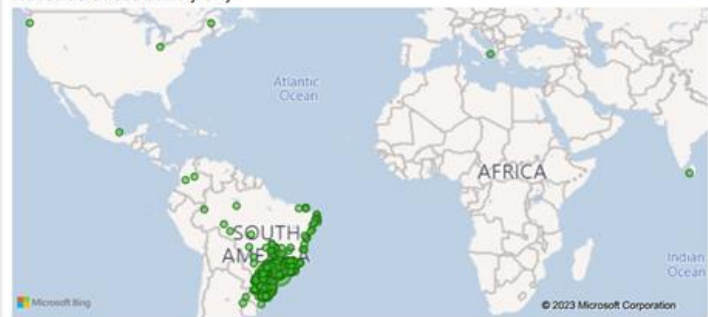 Atlantic
Ocean
AFRICA
SOUTH
AMERICA
Indian
Ocean
Microsoft Bing
© 2023 Microsoft Corporation